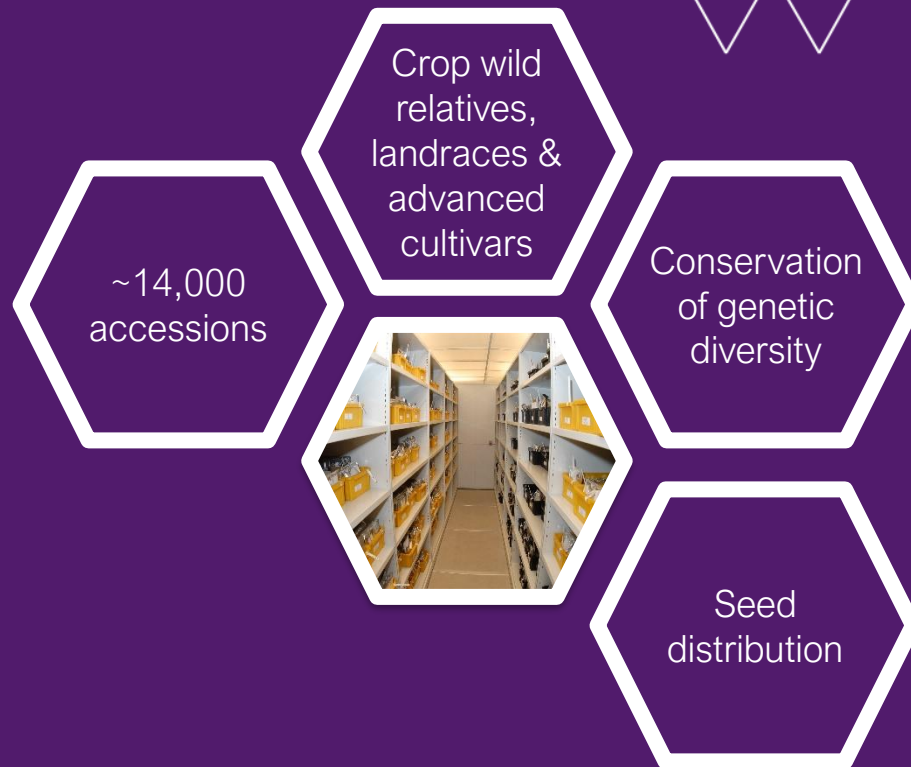 Crop wild
relatives,
landraces &
advanced
cultivars
~14,000
accessions
Conservation
of genetic
diversity
Seed
distribution